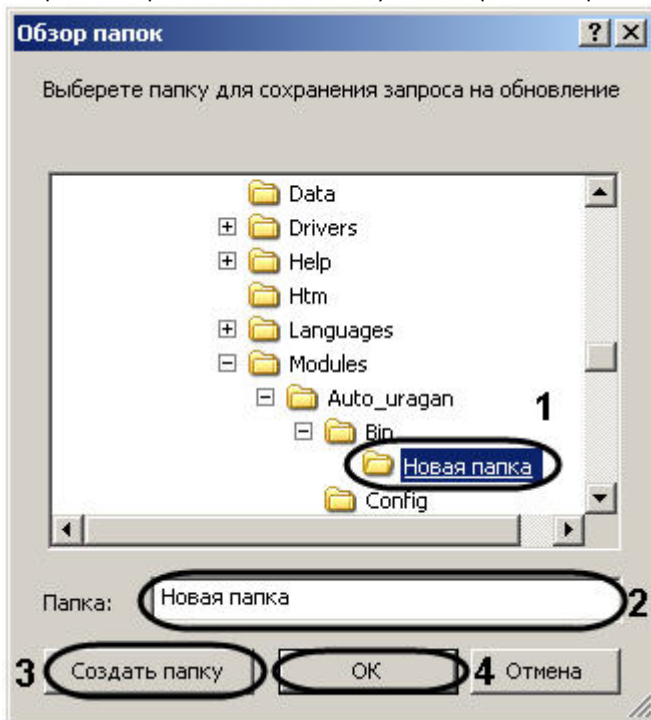 Обзор папок
Выберете папку для сохранения запроса на обновление
Data
Drivers
Help
Htm
Languages
Modules
Auto_uragan
1
Bin
Новая папка
Config
Папка: Новая папка 2
3 Создать папку ОК 4 Отмена